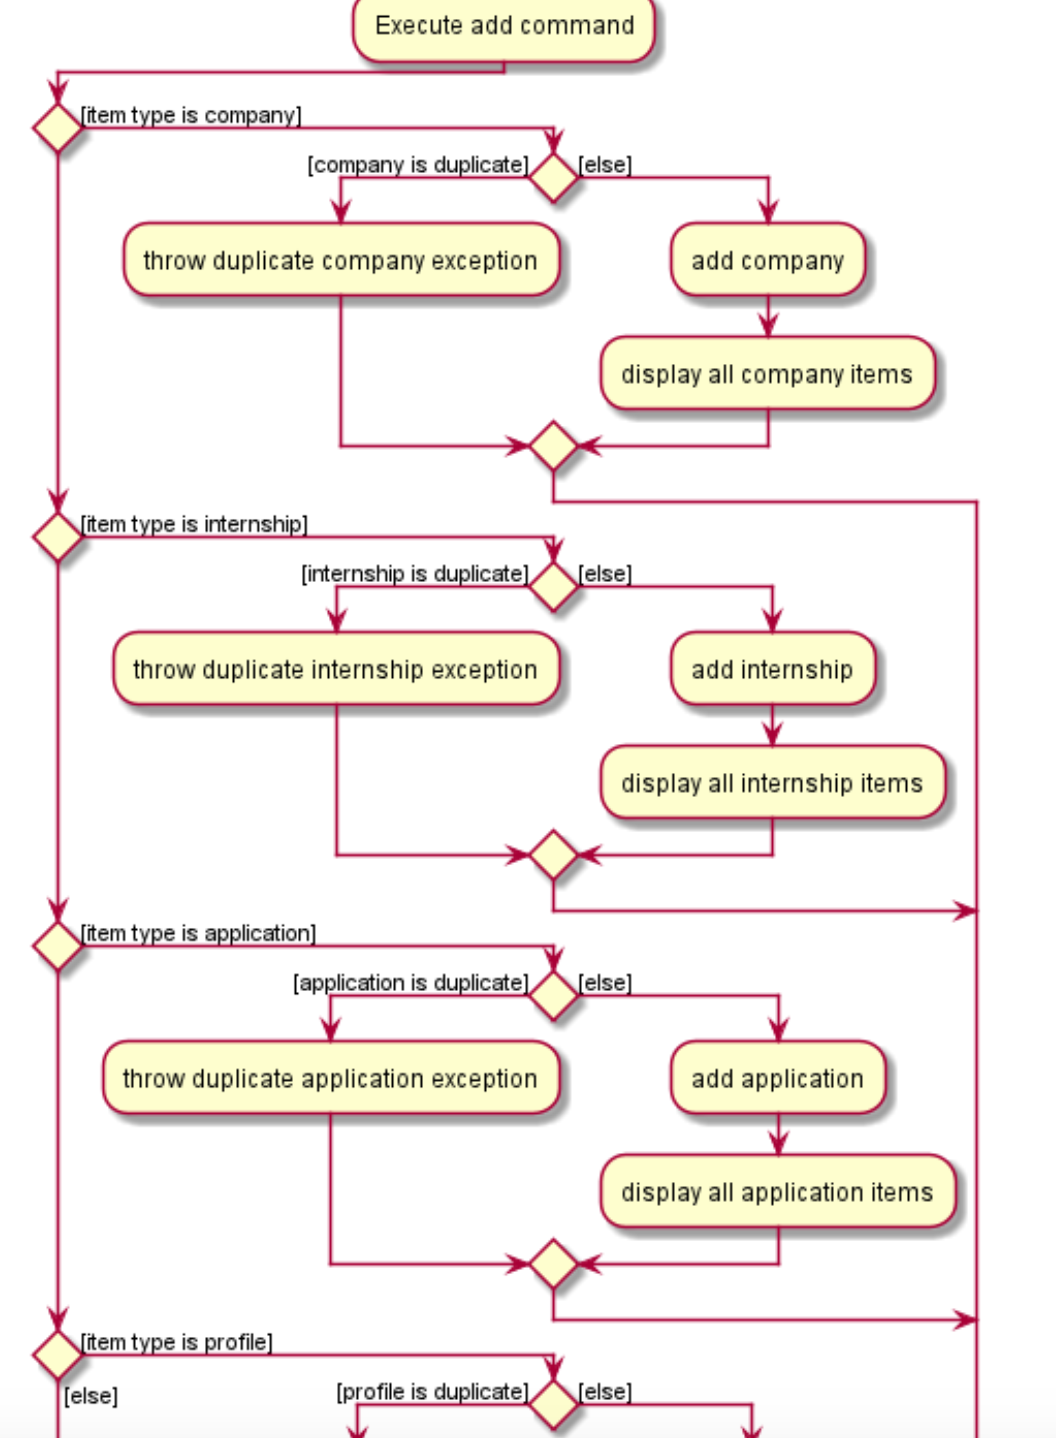 Execute add command
[item type is company]
[company is duplicate] [else]
throw duplicate company exception
add company
display all company items
[item type is internship]
[internship is duplicate] [else]
throw duplicate internship exception
add internship
display all internship items
[item type is application]
[application is duplicate] [else]
throw duplicate application exception
add application
display all application items
[item type is profile]
[else]
[profile is duplicate] [else]